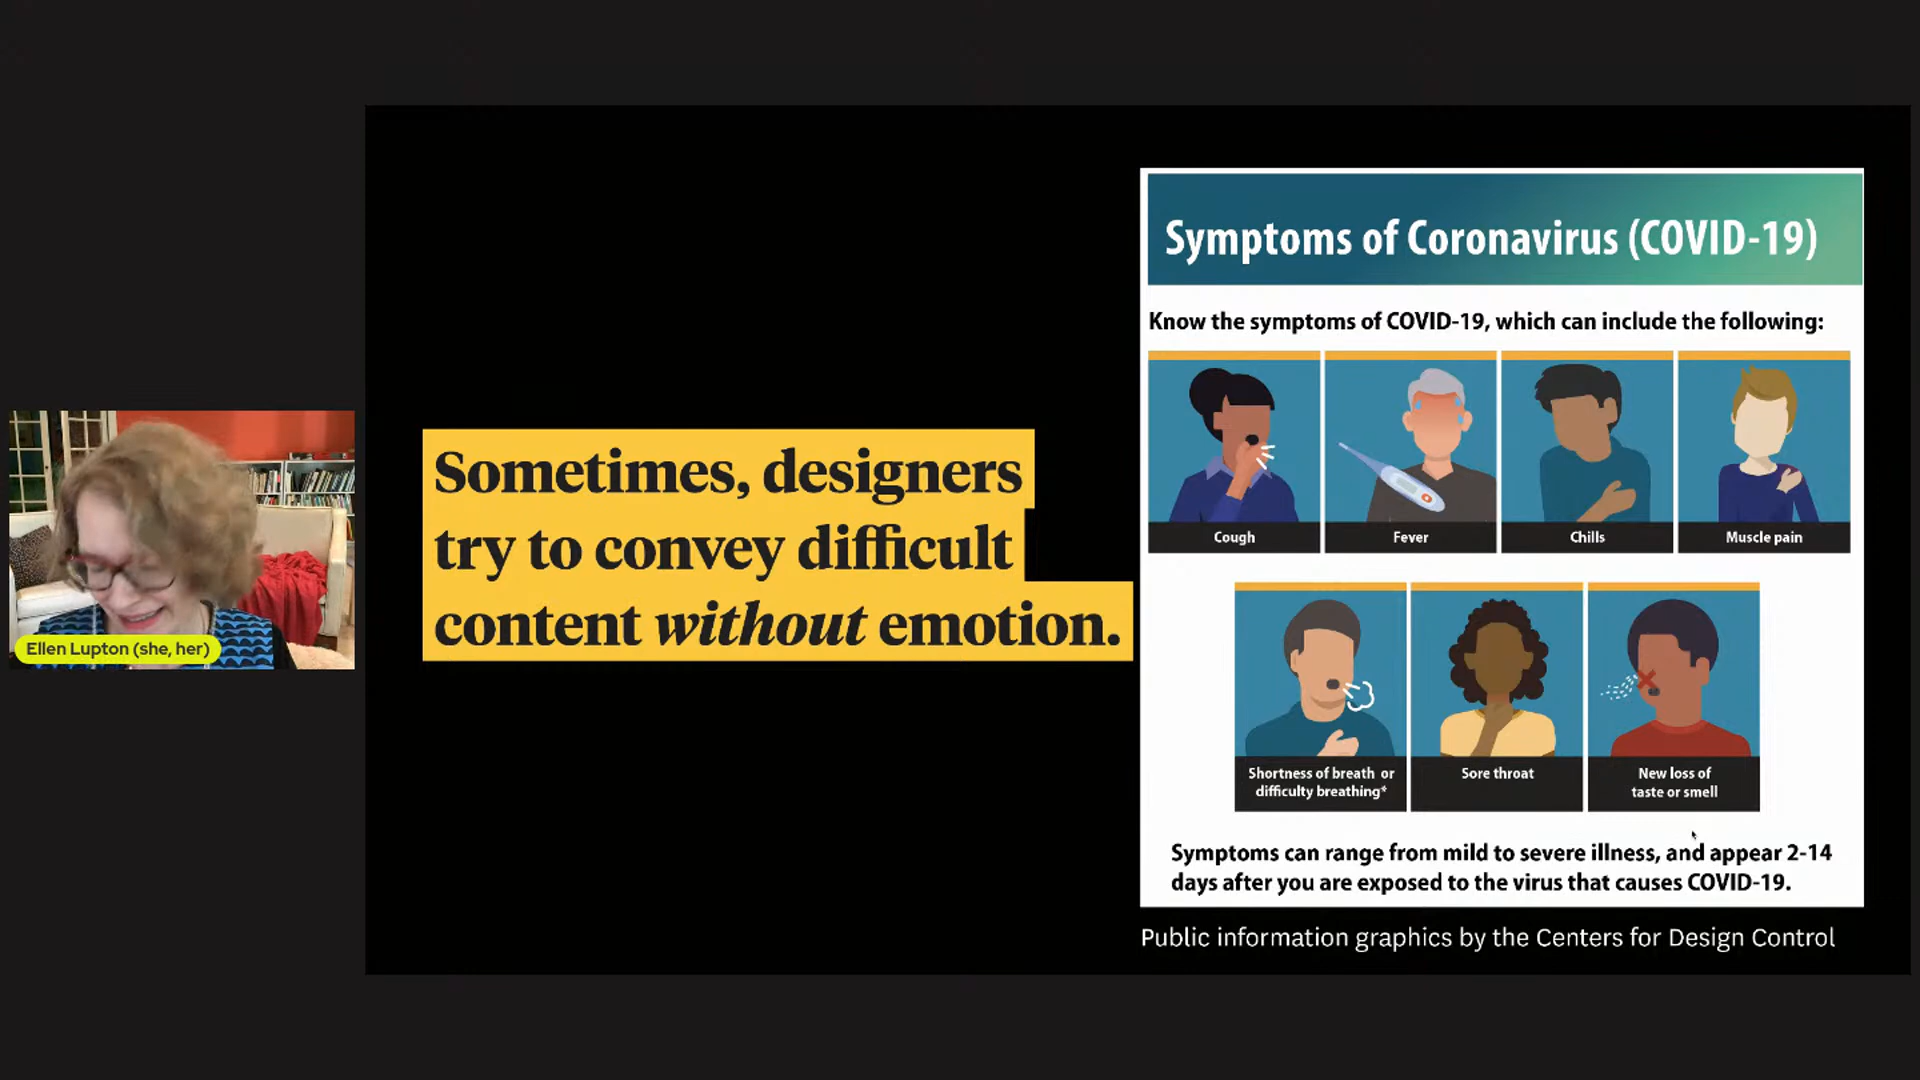 Ellen Lupton (she, her)
Sometimes, designers
try to convey difficult
content without emotion.
Symptoms of Coronavirus (COVID-19)
Know the symptoms of COVID-19, which can include the following:
Cough
Fever
Chills
Muscle pain
Shortness of breath or
difficulty breathing*
Sore throat
New loss of
taste or smell
Symptoms can range from mild to severe illness, and appear 2-14
days after you are exposed to the virus that causes COVID-19.
Public information graphics by the Centers for Design Control